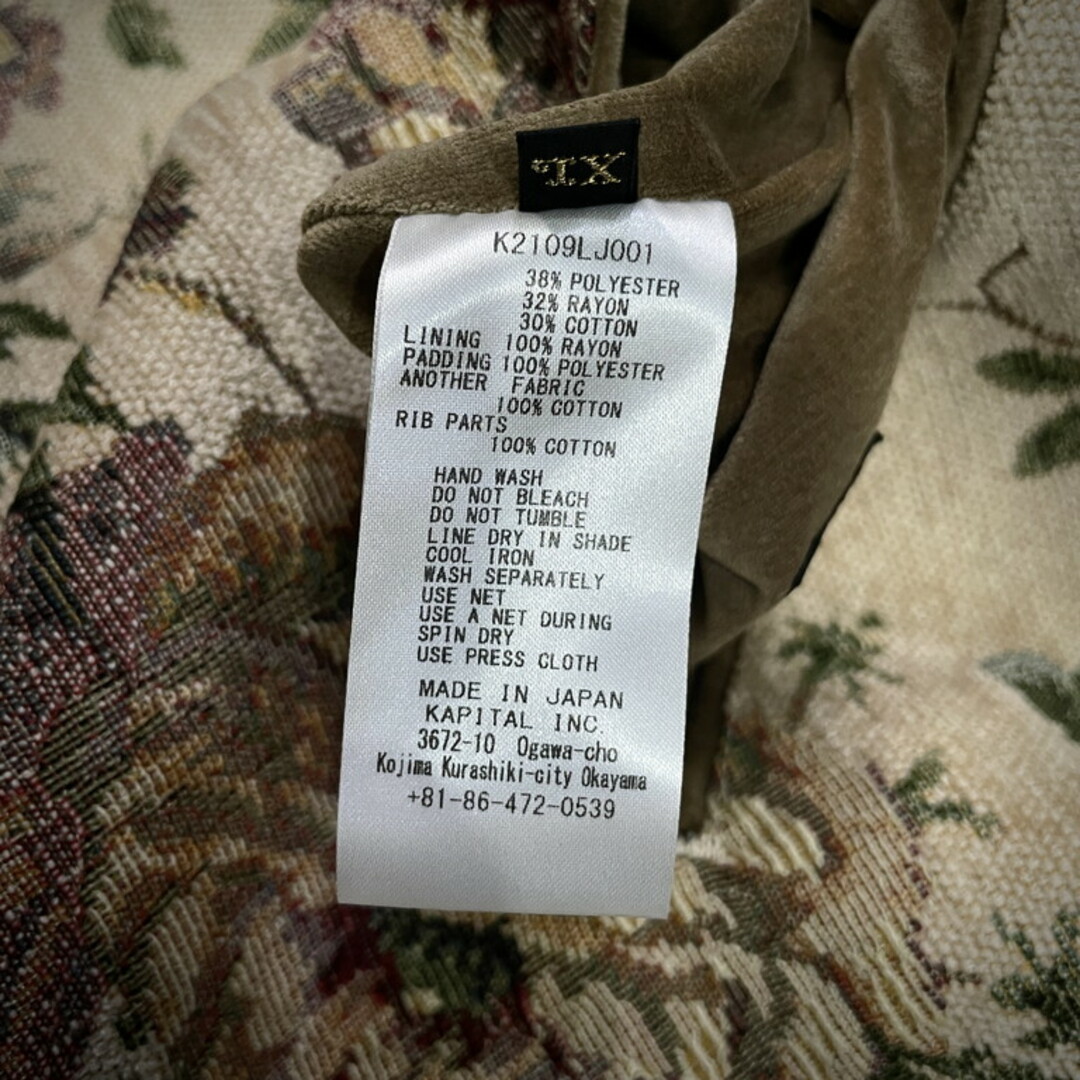 XL
K2109LJ001
38% POLYESTER
32% RAYON
30% COTTON
LINING 100% RAYON
PADDING 100% POLYESTER
ANOTHER FABRIC
100% COTTON
RIB PARTS
100% COTTON
HAND WASH
DO NOT BLEACH
DO NOT TUMBLE
LINE DRY IN SHADE
COOL IRON
WASH SEPARATELY
USE NET
USE A NET DURING
SPIN DRY
USE PRESS CLOTH
MADE IN JAPAN
KAPITAL INC.
3672-10 Ogawa-cho
Kojima Kurashiki-city Okayama
+81-86-472-0539